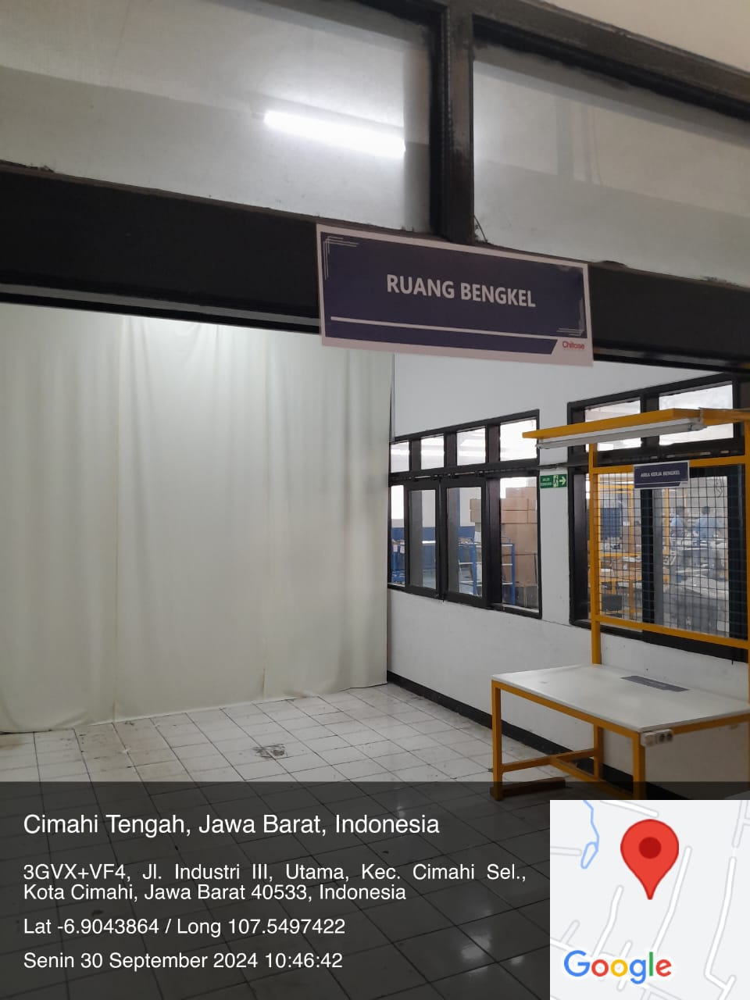 RUANG BENGKEL
Chitose
AREA KERJA BENGKEL
Cimahi Tengah, Jawa Barat, Indonesia
3GVX+VF4, Jl. Industri III, Utama, Kec. Cimahi Sel.,
Kota Cimahi, Jawa Barat 40533, Indonesia
Lat -6.9043864 / Long 107.5497422
Senin 30 September 2024 10:46:42
Google